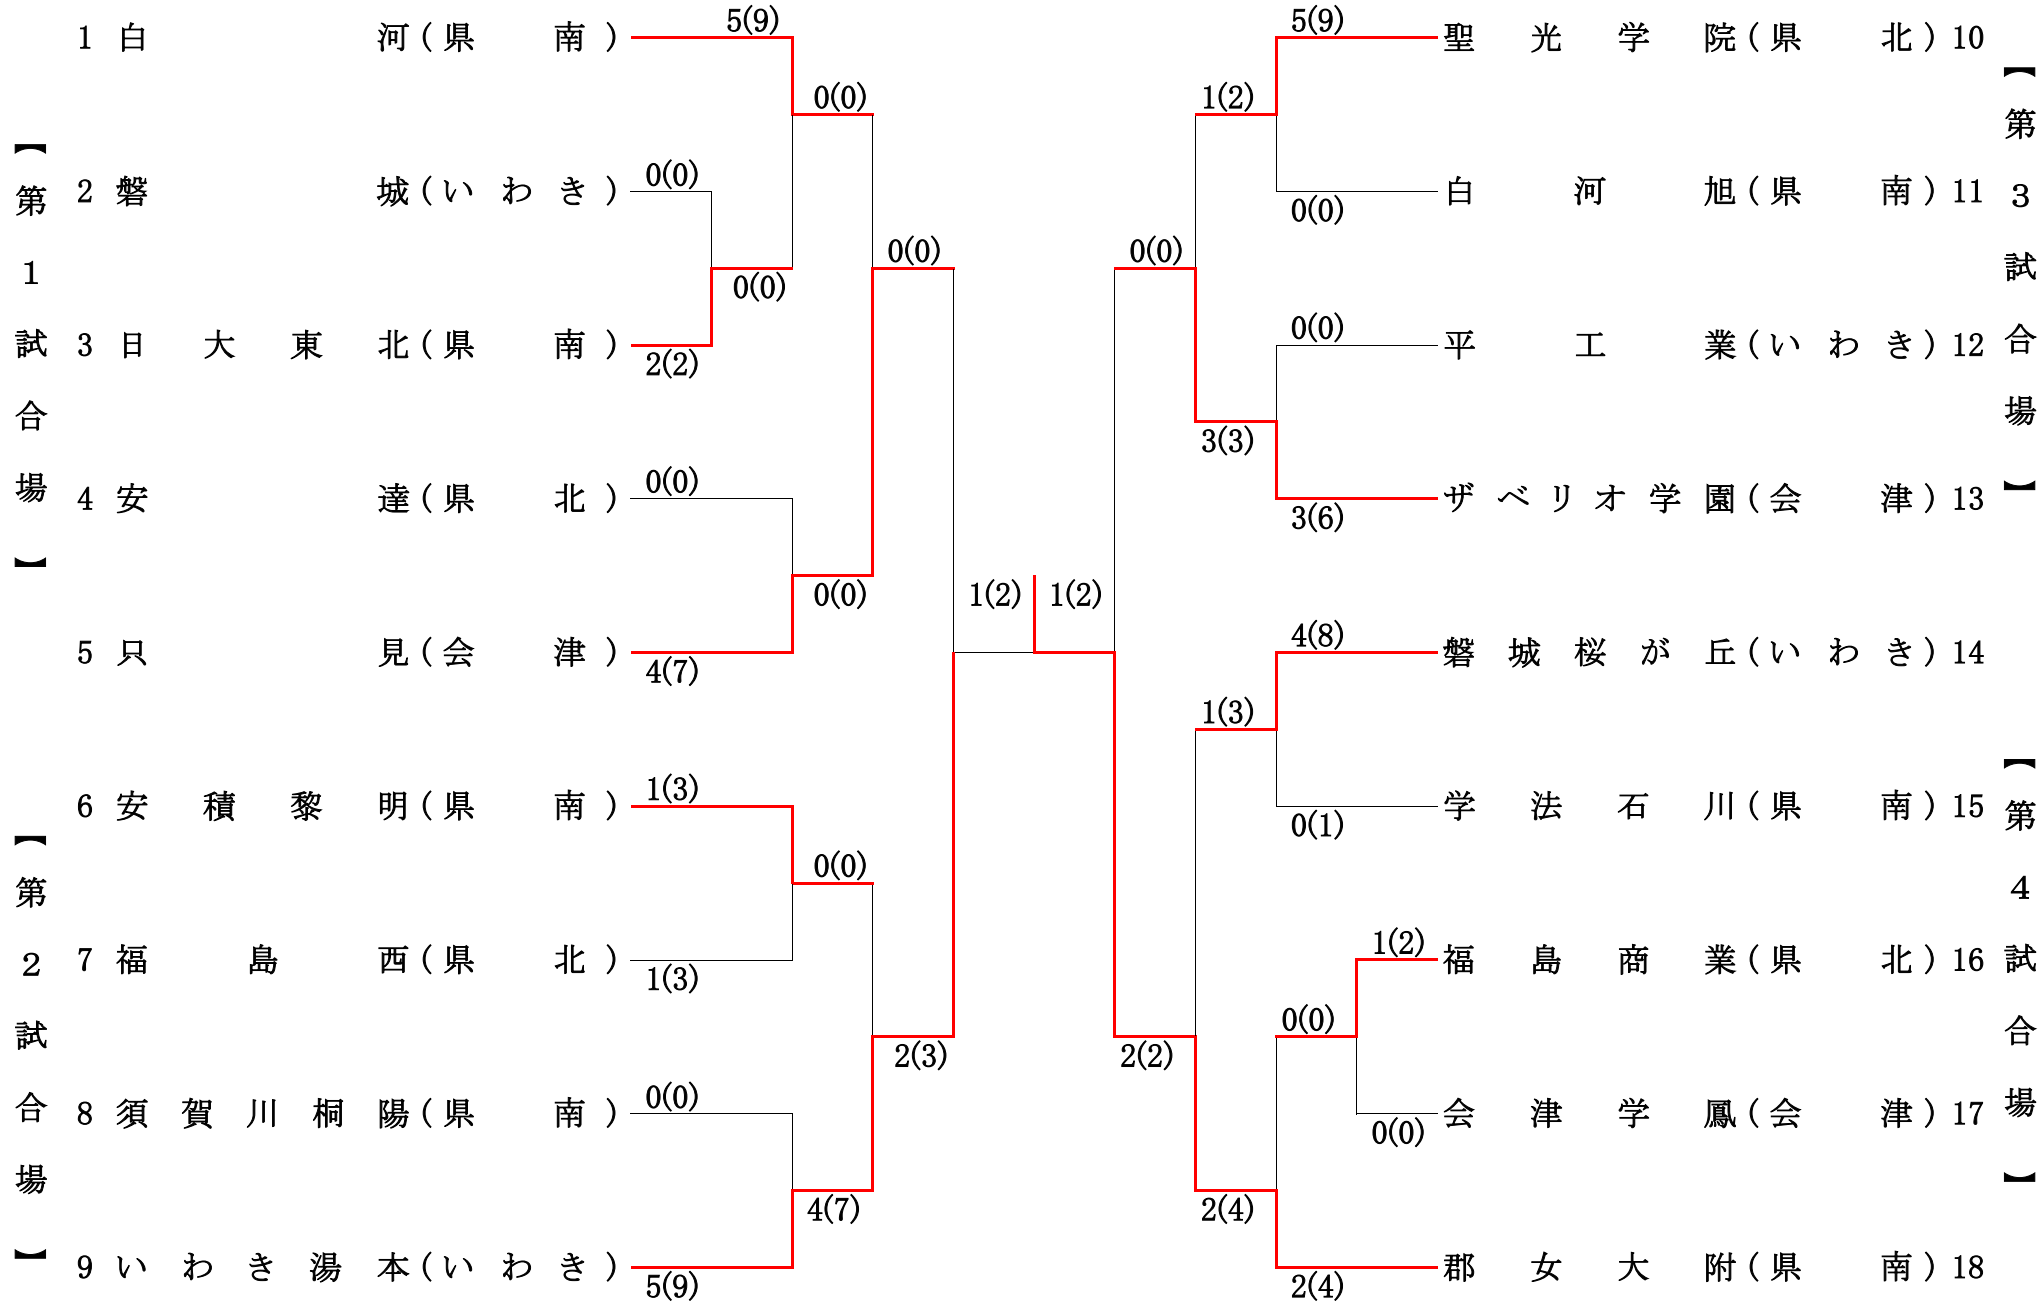 【第1試合場】
1 白河(県南)
5(9)
0(0)
2 磐城(いわき)
0(0)
0(0)
0(0)
3 日大東北(県南)
2(2)
4 安達(県北)
0(0)
0(0)
5 只見(会津)
4(7)
【第2試合場】
6 安積黎明(県南)
1(3)
0(0)
7 福島西(県北)
1(3)
2(3)
8 須賀川桐陽(県南)
0(0)
4(7)
9 いわき湯本(いわき)
5(9)
1(2)
1(2)
【第3試合場】
5(9)
聖光学院(県北)10
1(2)
白河旭(県南)11
0(0)
0(0)
0(0)
平工業(いわき)12
3(3)
ザベリオ学園(会津)13
3(6)
【第4試合場】
4(8)
磐城桜が丘(いわき)14
1(3)
学法石川(県南)15
0(1)
1(2)
福島商業(県北)16
0(0)
2(2)
会津学鳳(会津)17
0(0)
2(4)
郡女大附(県南)18
2(4)